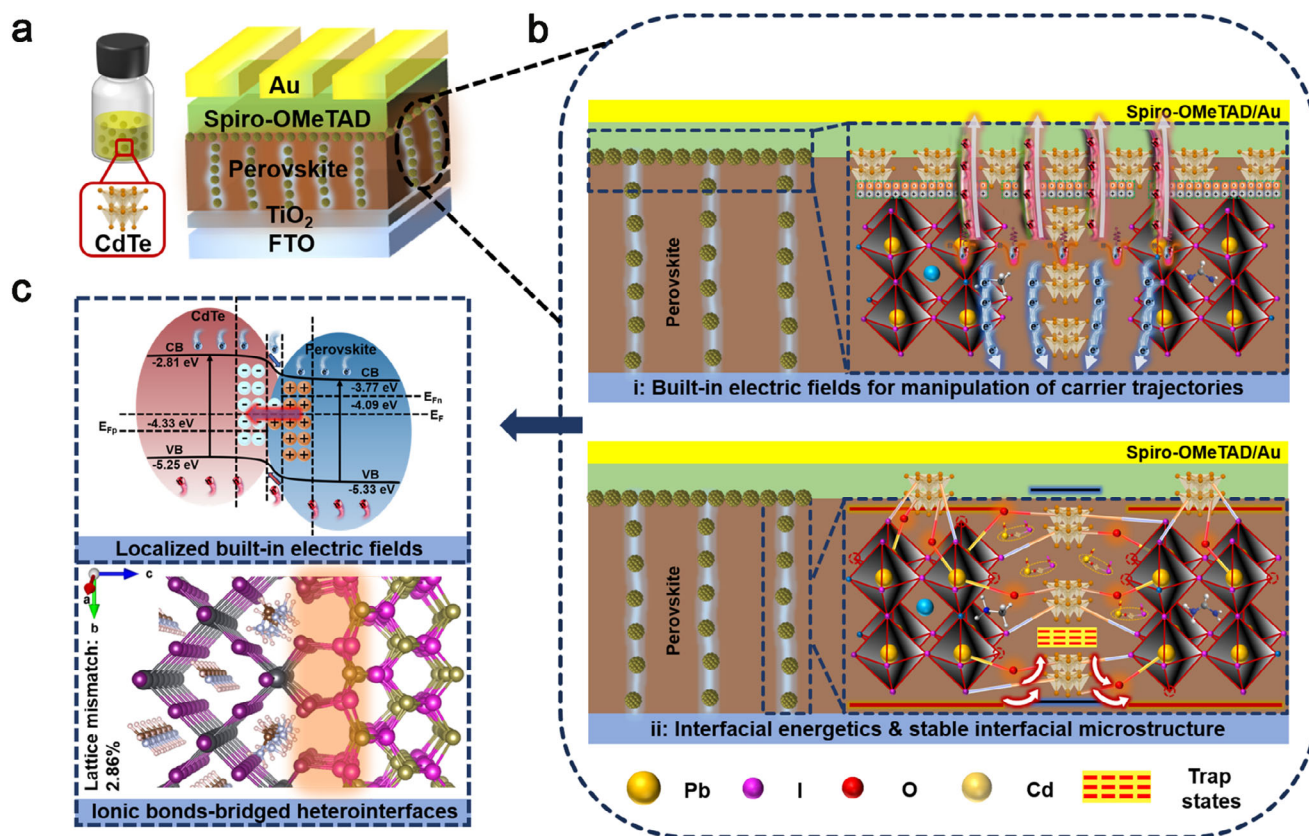 a
Au
Spiro-OMeTAD
Perovskite
TiO2
FTO
CdTe
b
Spiro-OMeTAD/Au
Perovskite
i: Built-in electric fields for manipulation of carrier trajectories
Spiro-OMeTAD/Au
Perovskite
ii: Interfacial energetics & stable interfacial microstructure
Pb
I
O
Cd
Trap
states
c
CdTe
Perovskite
CB
-2.81 eV
CB
-3.77 eV
EFn
-4.09 eV
EF
-4.33 eV
EFp
VB
-5.25 eV
VB
-5.33 eV
Localized built-in electric fields
c
a
b
Lattice mismatch:
2.86%
Ionic bonds-bridged heterointerfaces